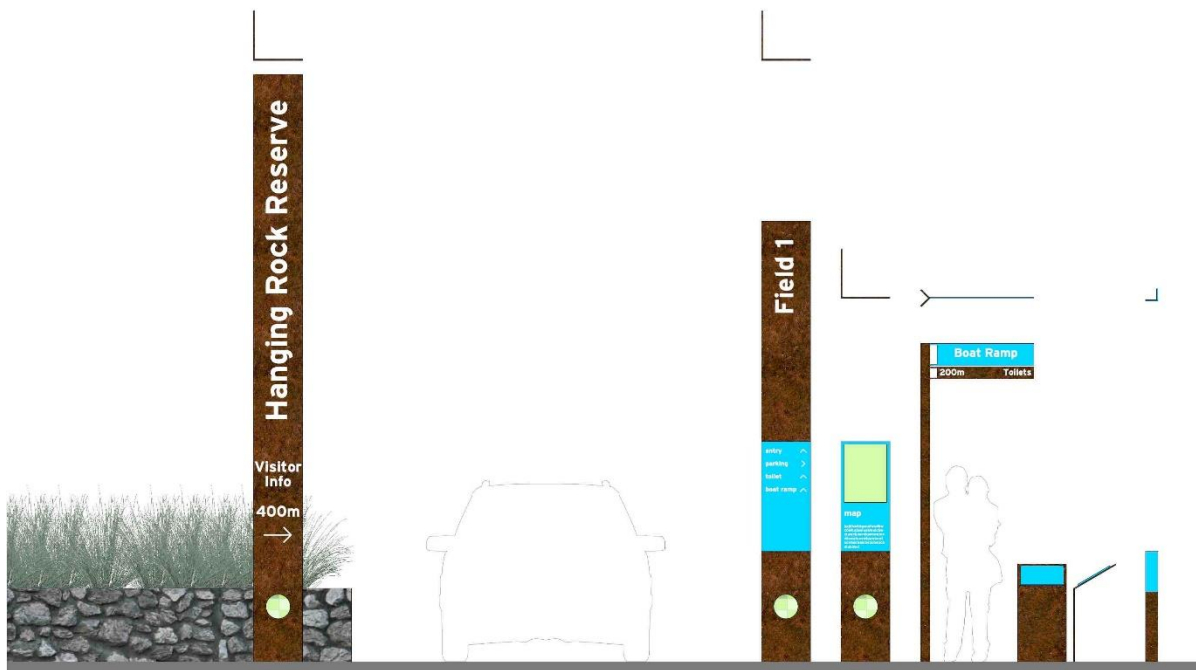 Hanging Rock Reserve
Visitor
Info
400m
Field 1
entry
parking
toilet
boat ramp
map
Boat Ramp
200m Toilets